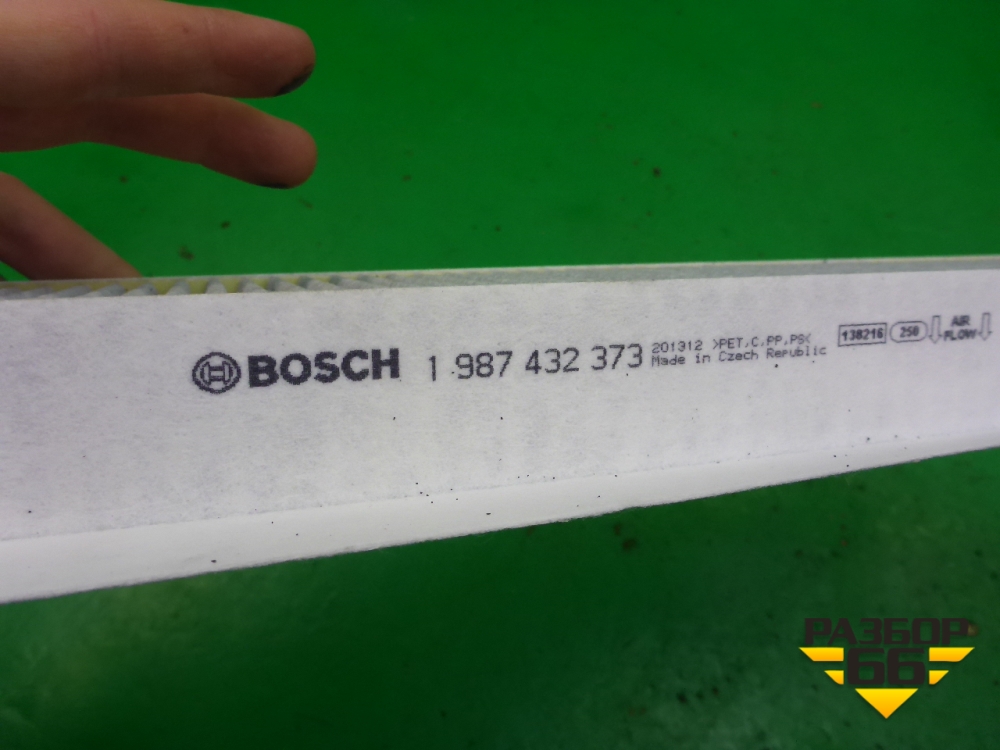 BOSCH 1 987 432 373
201312 >PET,C,PP,PS<
Made in Czech Republic
138216 250 AIR
FLOW
РАЗБОР
66